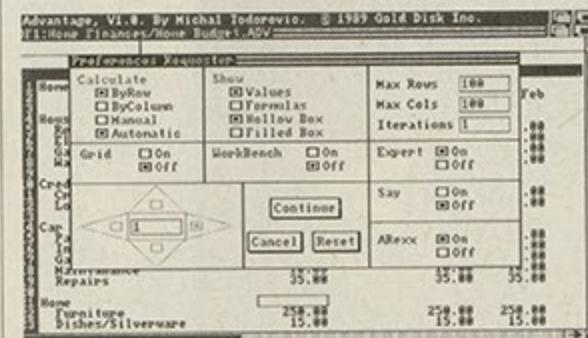 Advantage, V1.0. By Michal Todorovic. © 1989 Gold Disk Inc.
F1:Home Finances/Home Budget.ADV
Preferences Requester
Calculate
ByRow
ByColumn
Manual
Automatic
Show
Values
Formulas
Hollow Box
Filled Box
Max Rows 100
Max Cols 100
Iterations 1
Grid On
Off
WorkBench On
Off
Expert On
Off
Say On
Off
ARexx On
Off
1
Continue
Cancel Reset
Home
Feb
Car
Maintainance
Repairs 35.00 35.00 35.00
Home
Furniture 250.00 250.00 250.00
Dishes/Silverware 15.00 15.00 15.00